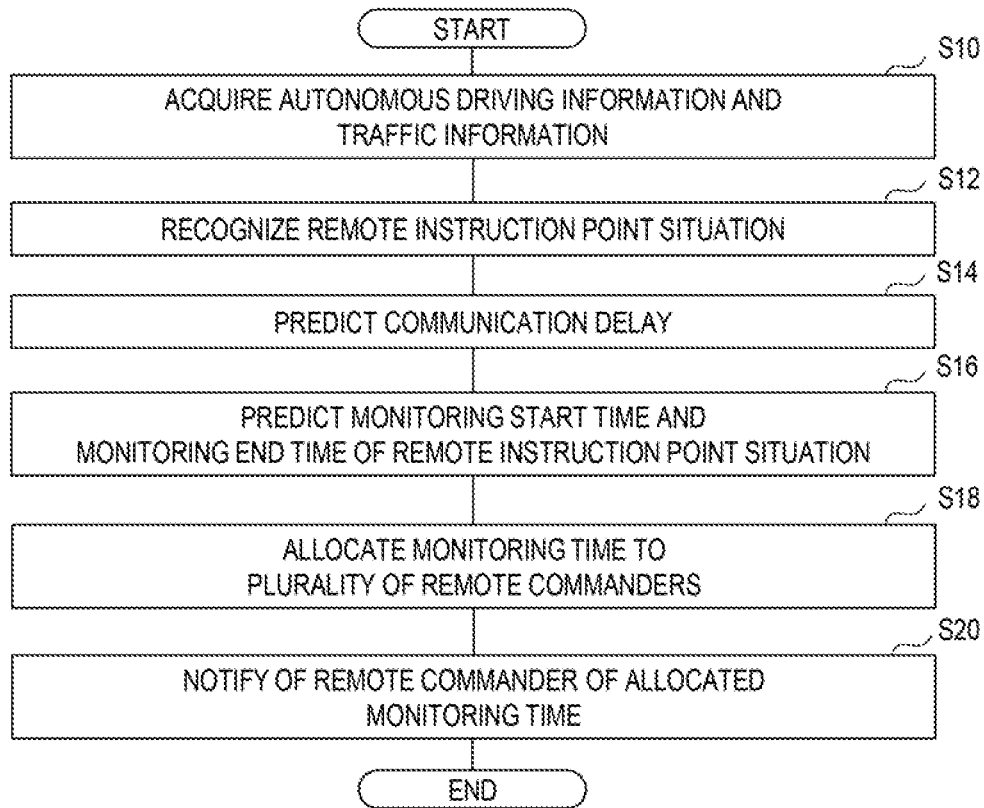 START
S10
ACQUIRE AUTONOMOUS DRIVING INFORMATION AND
TRAFFIC INFORMATION
S12
RECOGNIZE REMOTE INSTRUCTION POINT SITUATION
S14
PREDICT COMMUNICATION DELAY
S16
PREDICT MONITORING START TIME AND
MONITORING END TIME OF REMOTE INSTRUCTION POINT SITUATION
S18
ALLOCATE MONITORING TIME TO
PLURALITY OF REMOTE COMMANDERS
S20
NOTIFY OF REMOTE COMMANDER OF ALLOCATED
MONITORING TIME
END